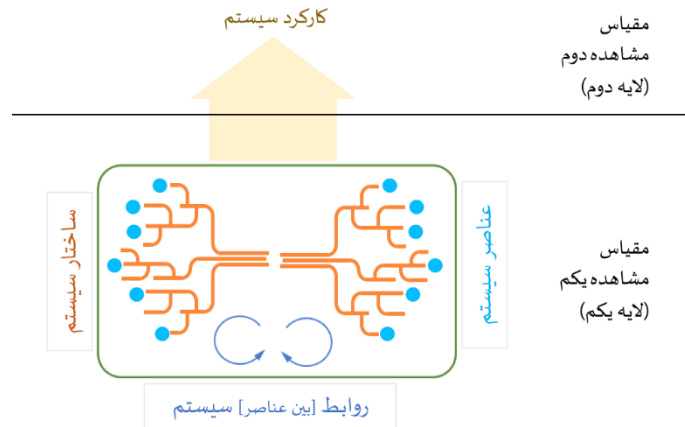 کارکرد سیستم
مقیاس
مشاهده دوم
(لایه دوم)
عناصر سیستم
ساختار سیستم
مقیاس
مشاهده یکم
(لایه یکم)
روابط [بین عناصر] سیستم